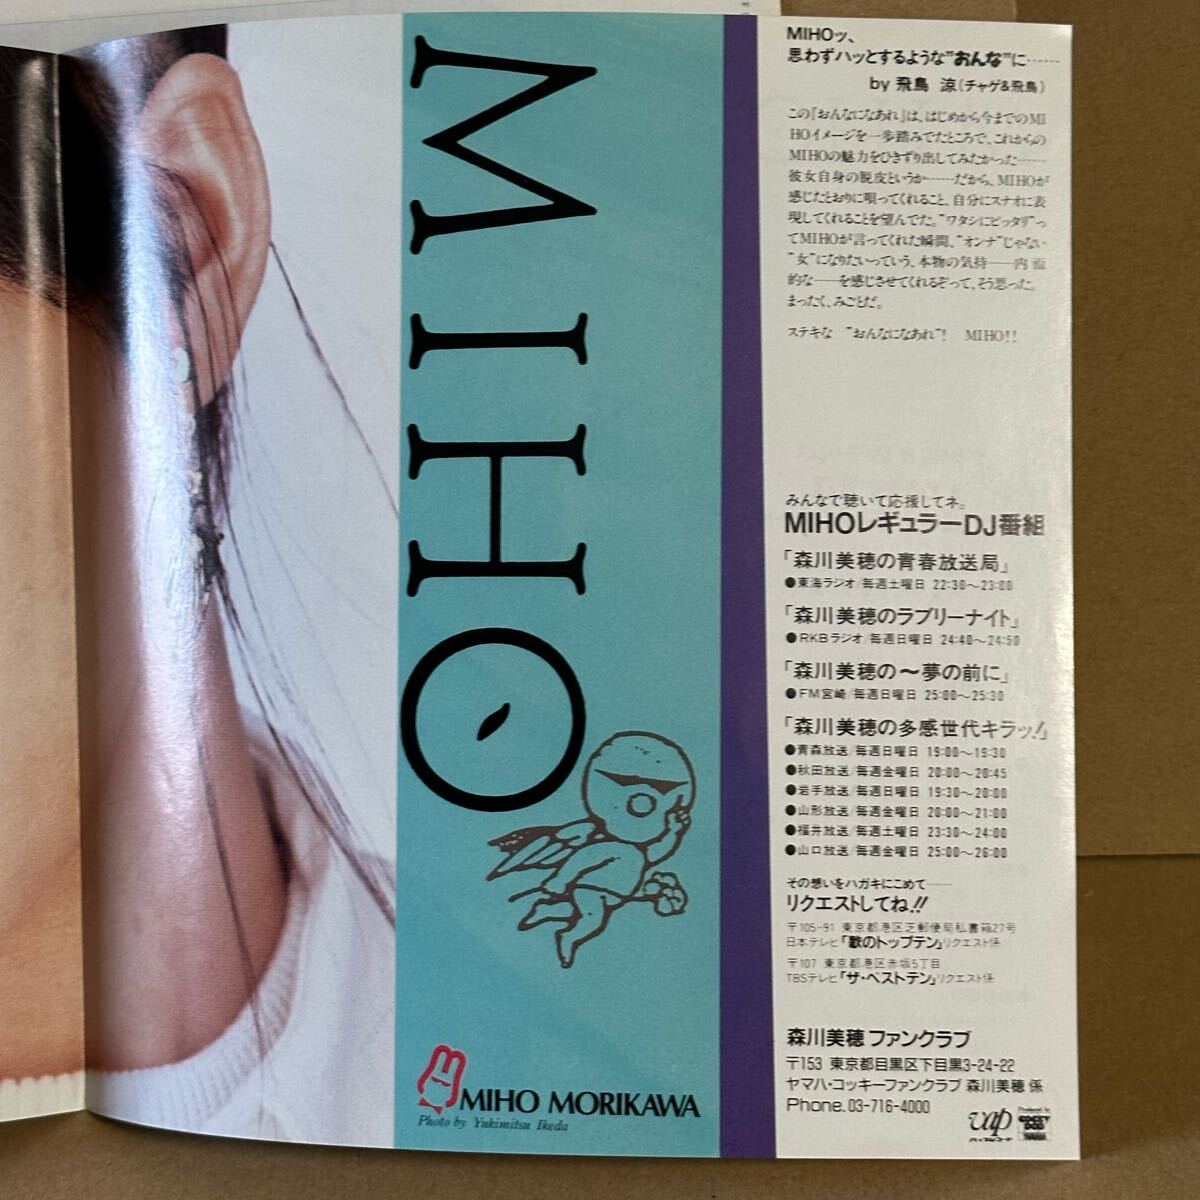 MIHO
MIHO MORIKAWA
Photo by Yukimitsu Ikeda
MIHOッ、
思わずハッとするような"おんな"に……
by 飛鳥 涼(チャゲ&飛鳥)
この「おんなになあれ」は、はじめから今までのMI
HOイメージを一歩踏みでたところで、これからの
MIHOの魅力をひきずり出してみたかった……
彼女自身の脱皮というか……だから、MIHOが
感じたとおりに唄ってくれること、自分にスナオに表
現してくれることを望んでた。"ワタシにピッタリ"っ
てMIHOが言ってくれた瞬間、"オンナ"じゃない
"女"になりたいっていう、本物の気持——内面
的な——を感じさせてくれるぞって、そう思った。
まったく、みごとだ。
ステキな "おんなになあれ"! MIHO!!
みんなで聴いて応援してネ。
MIHOレギュラーDJ番組
「森川美穂の青春放送局」
●東海ラジオ/毎週土曜日 22:30〜23:00
「森川美穂のラブリーナイト」
●RKBラジオ/毎週日曜日 24:40〜24:50
「森川美穂の〜夢の前に」
●FM宮崎/毎週日曜日 25:00〜25:30
「森川美穂の多感世代キラッ!」
●青森放送/毎週日曜日 19:00〜19:30
●秋田放送/毎週金曜日 20:00〜20:45
●岩手放送/毎週日曜日 19:30〜20:00
●山形放送/毎週金曜日 20:00〜21:00
●福井放送/毎週土曜日 23:30〜24:00
●山口放送/毎週金曜日 25:00〜26:00
その想いをハガキにこめて……
リクエストしてね!!
〒105-91 東京都港区芝郵便局私書箱27号
日本テレビ「歌のトップテン」リクエスト係
〒107 東京都港区赤坂5丁目
TBSテレビ「ザ・ベストテン」リクエスト係
森川美穂ファンクラブ
〒153 東京都目黒区下目黒3-24-22
ヤマハ・コッキーファンクラブ 森川美穂 係
Phone. 03-716-4000
vap
Produced by